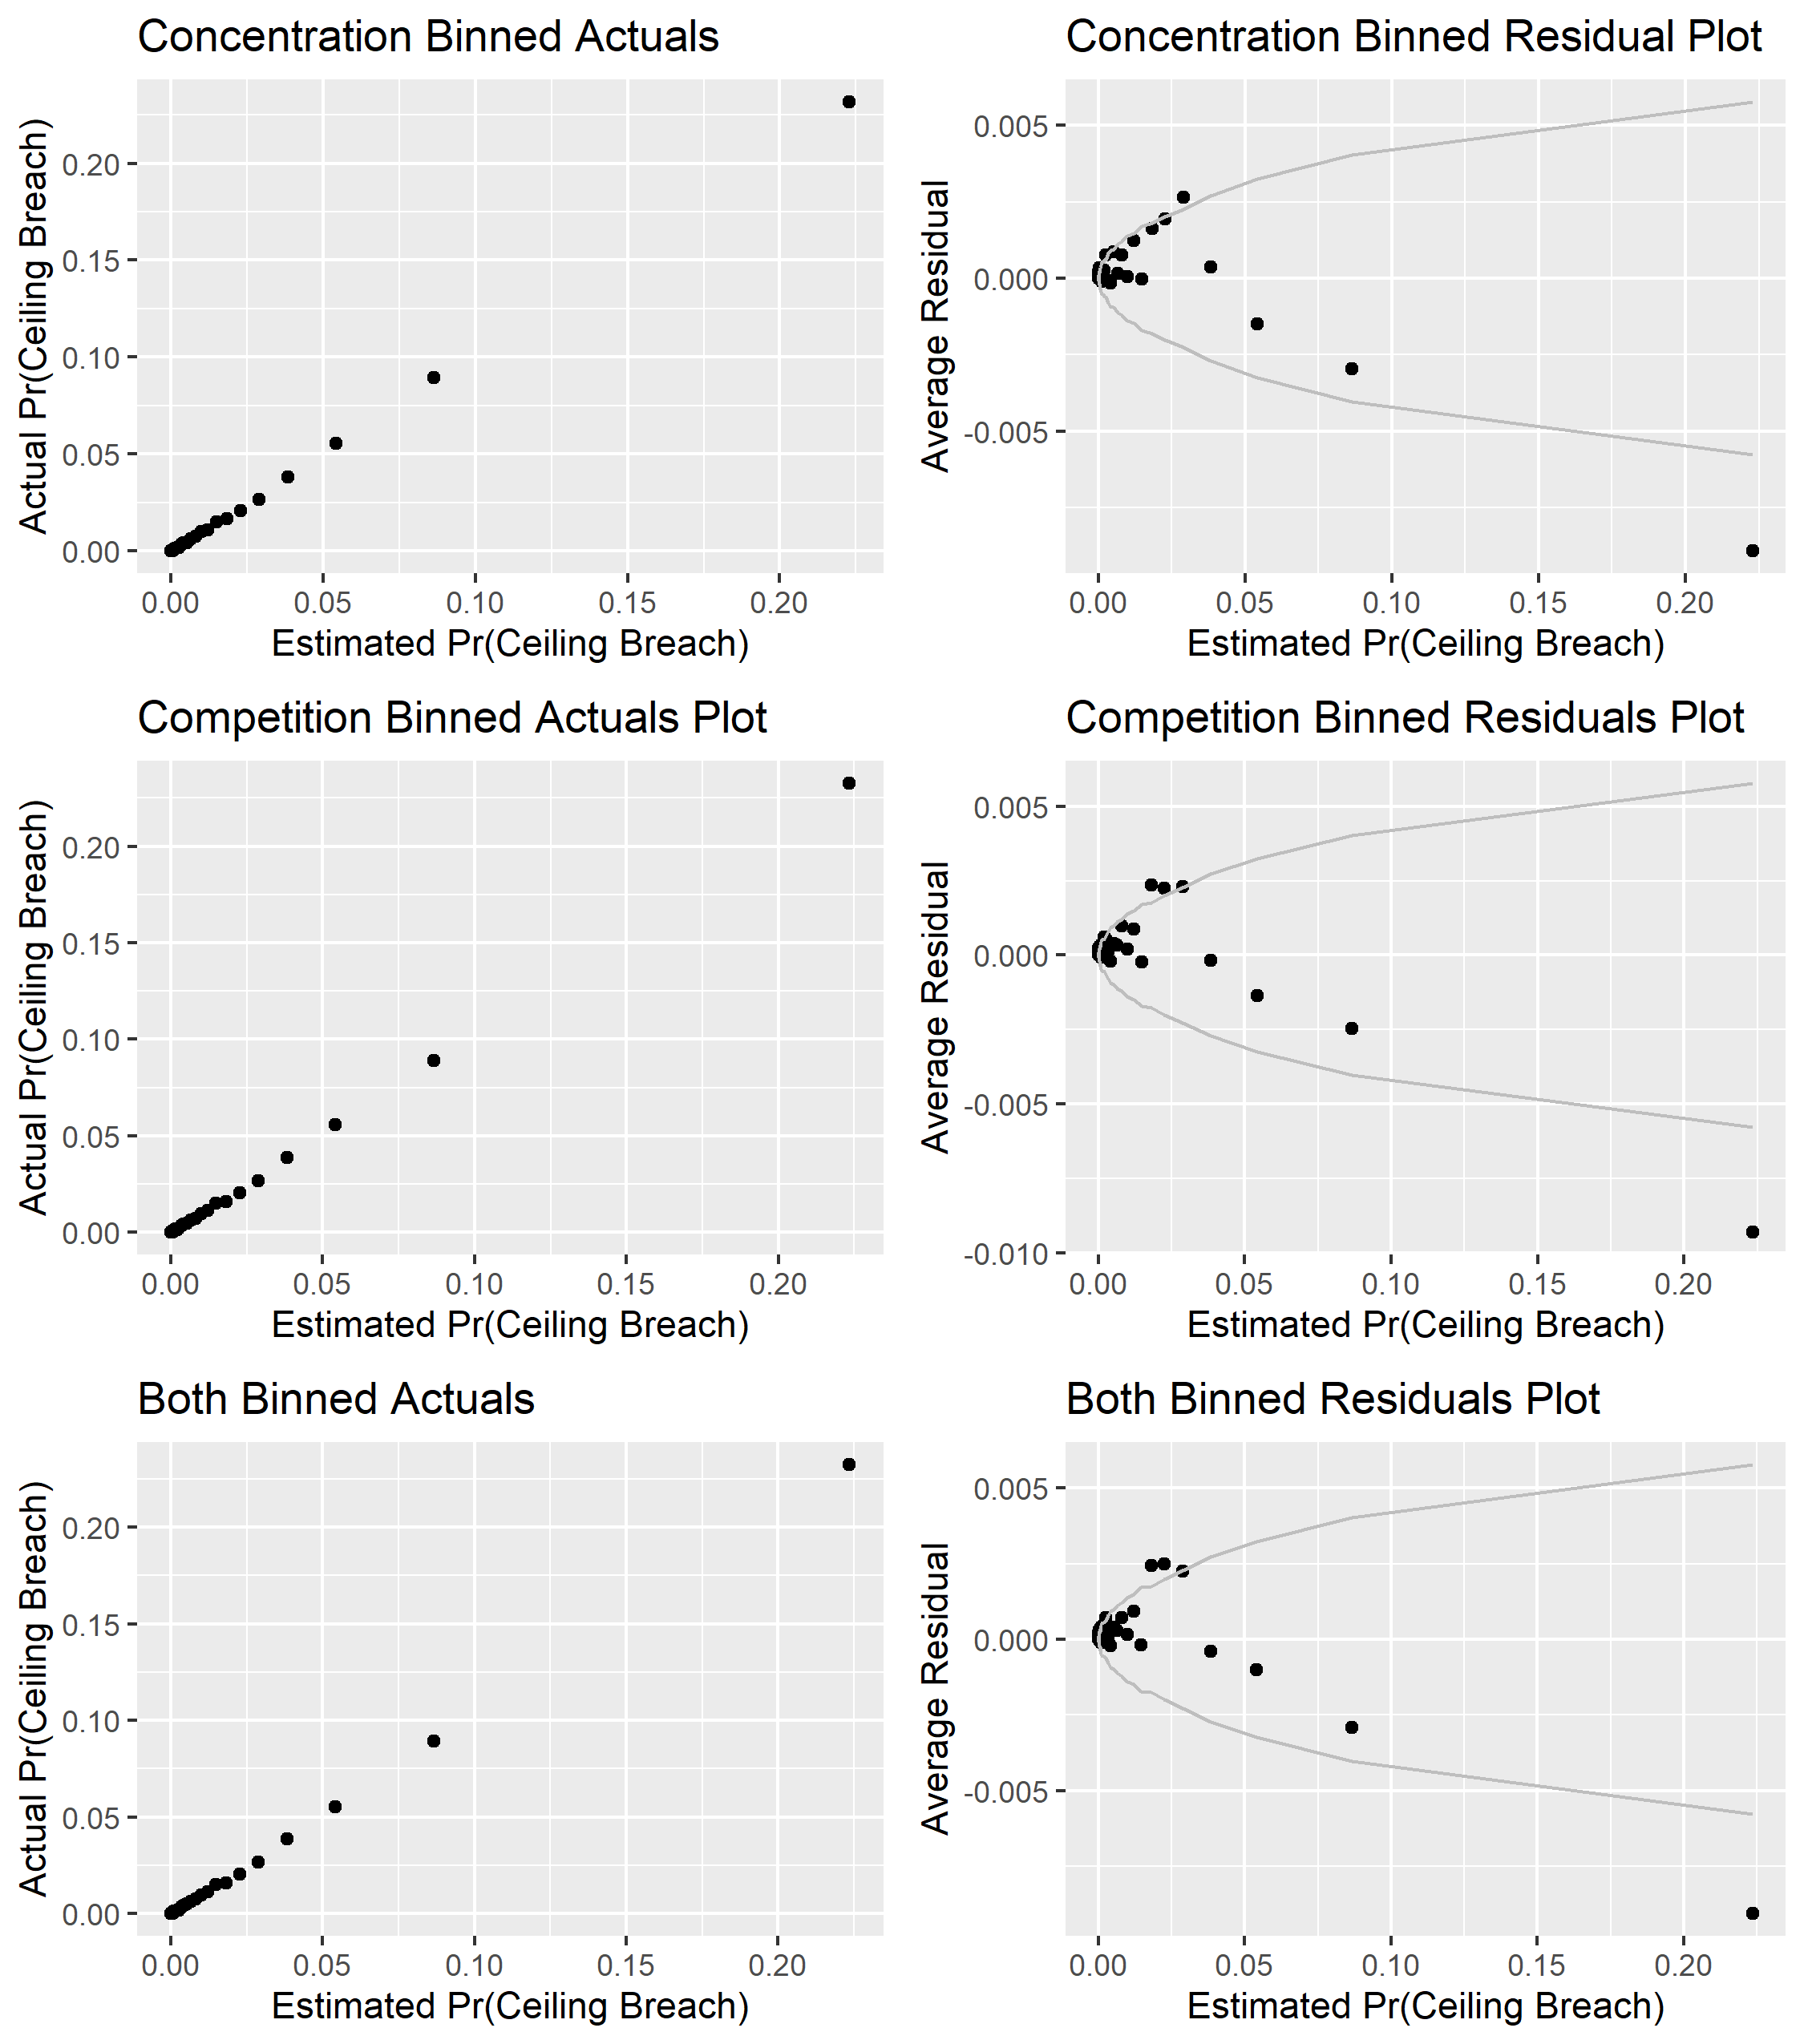 Concentration Binned Actuals
Actual Pr(Ceiling Breach)
0.20
0.15
0.10
0.05
0.00
0.00 0.05 0.10 0.15 0.20
Estimated Pr(Ceiling Breach)
Concentration Binned Residual Plot
Average Residual
0.005
0.000
-0.005
0.00 0.05 0.10 0.15 0.20
Estimated Pr(Ceiling Breach)
Competition Binned Actuals Plot
Actual Pr(Ceiling Breach)
0.20
0.15
0.10
0.05
0.00
0.00 0.05 0.10 0.15 0.20
Estimated Pr(Ceiling Breach)
Competition Binned Residuals Plot
Average Residual
0.005
0.000
-0.005
-0.010
0.00 0.05 0.10 0.15 0.20
Estimated Pr(Ceiling Breach)
Both Binned Actuals
Actual Pr(Ceiling Breach)
0.20
0.15
0.10
0.05
0.00
0.00 0.05 0.10 0.15 0.20
Estimated Pr(Ceiling Breach)
Both Binned Residuals Plot
Average Residual
0.005
0.000
-0.005
0.00 0.05 0.10 0.15 0.20
Estimated Pr(Ceiling Breach)